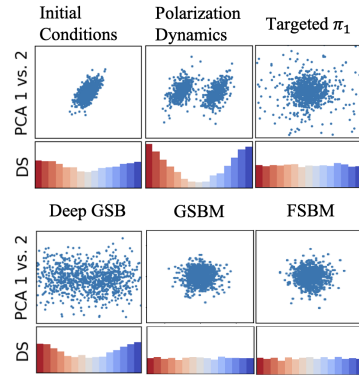 Initial
Conditions
Polarization
Dynamics
Targeted π₁
PCA 1 vs. 2
DS
Deep GSB
GSBM
FSBM
PCA 1 vs. 2
DS